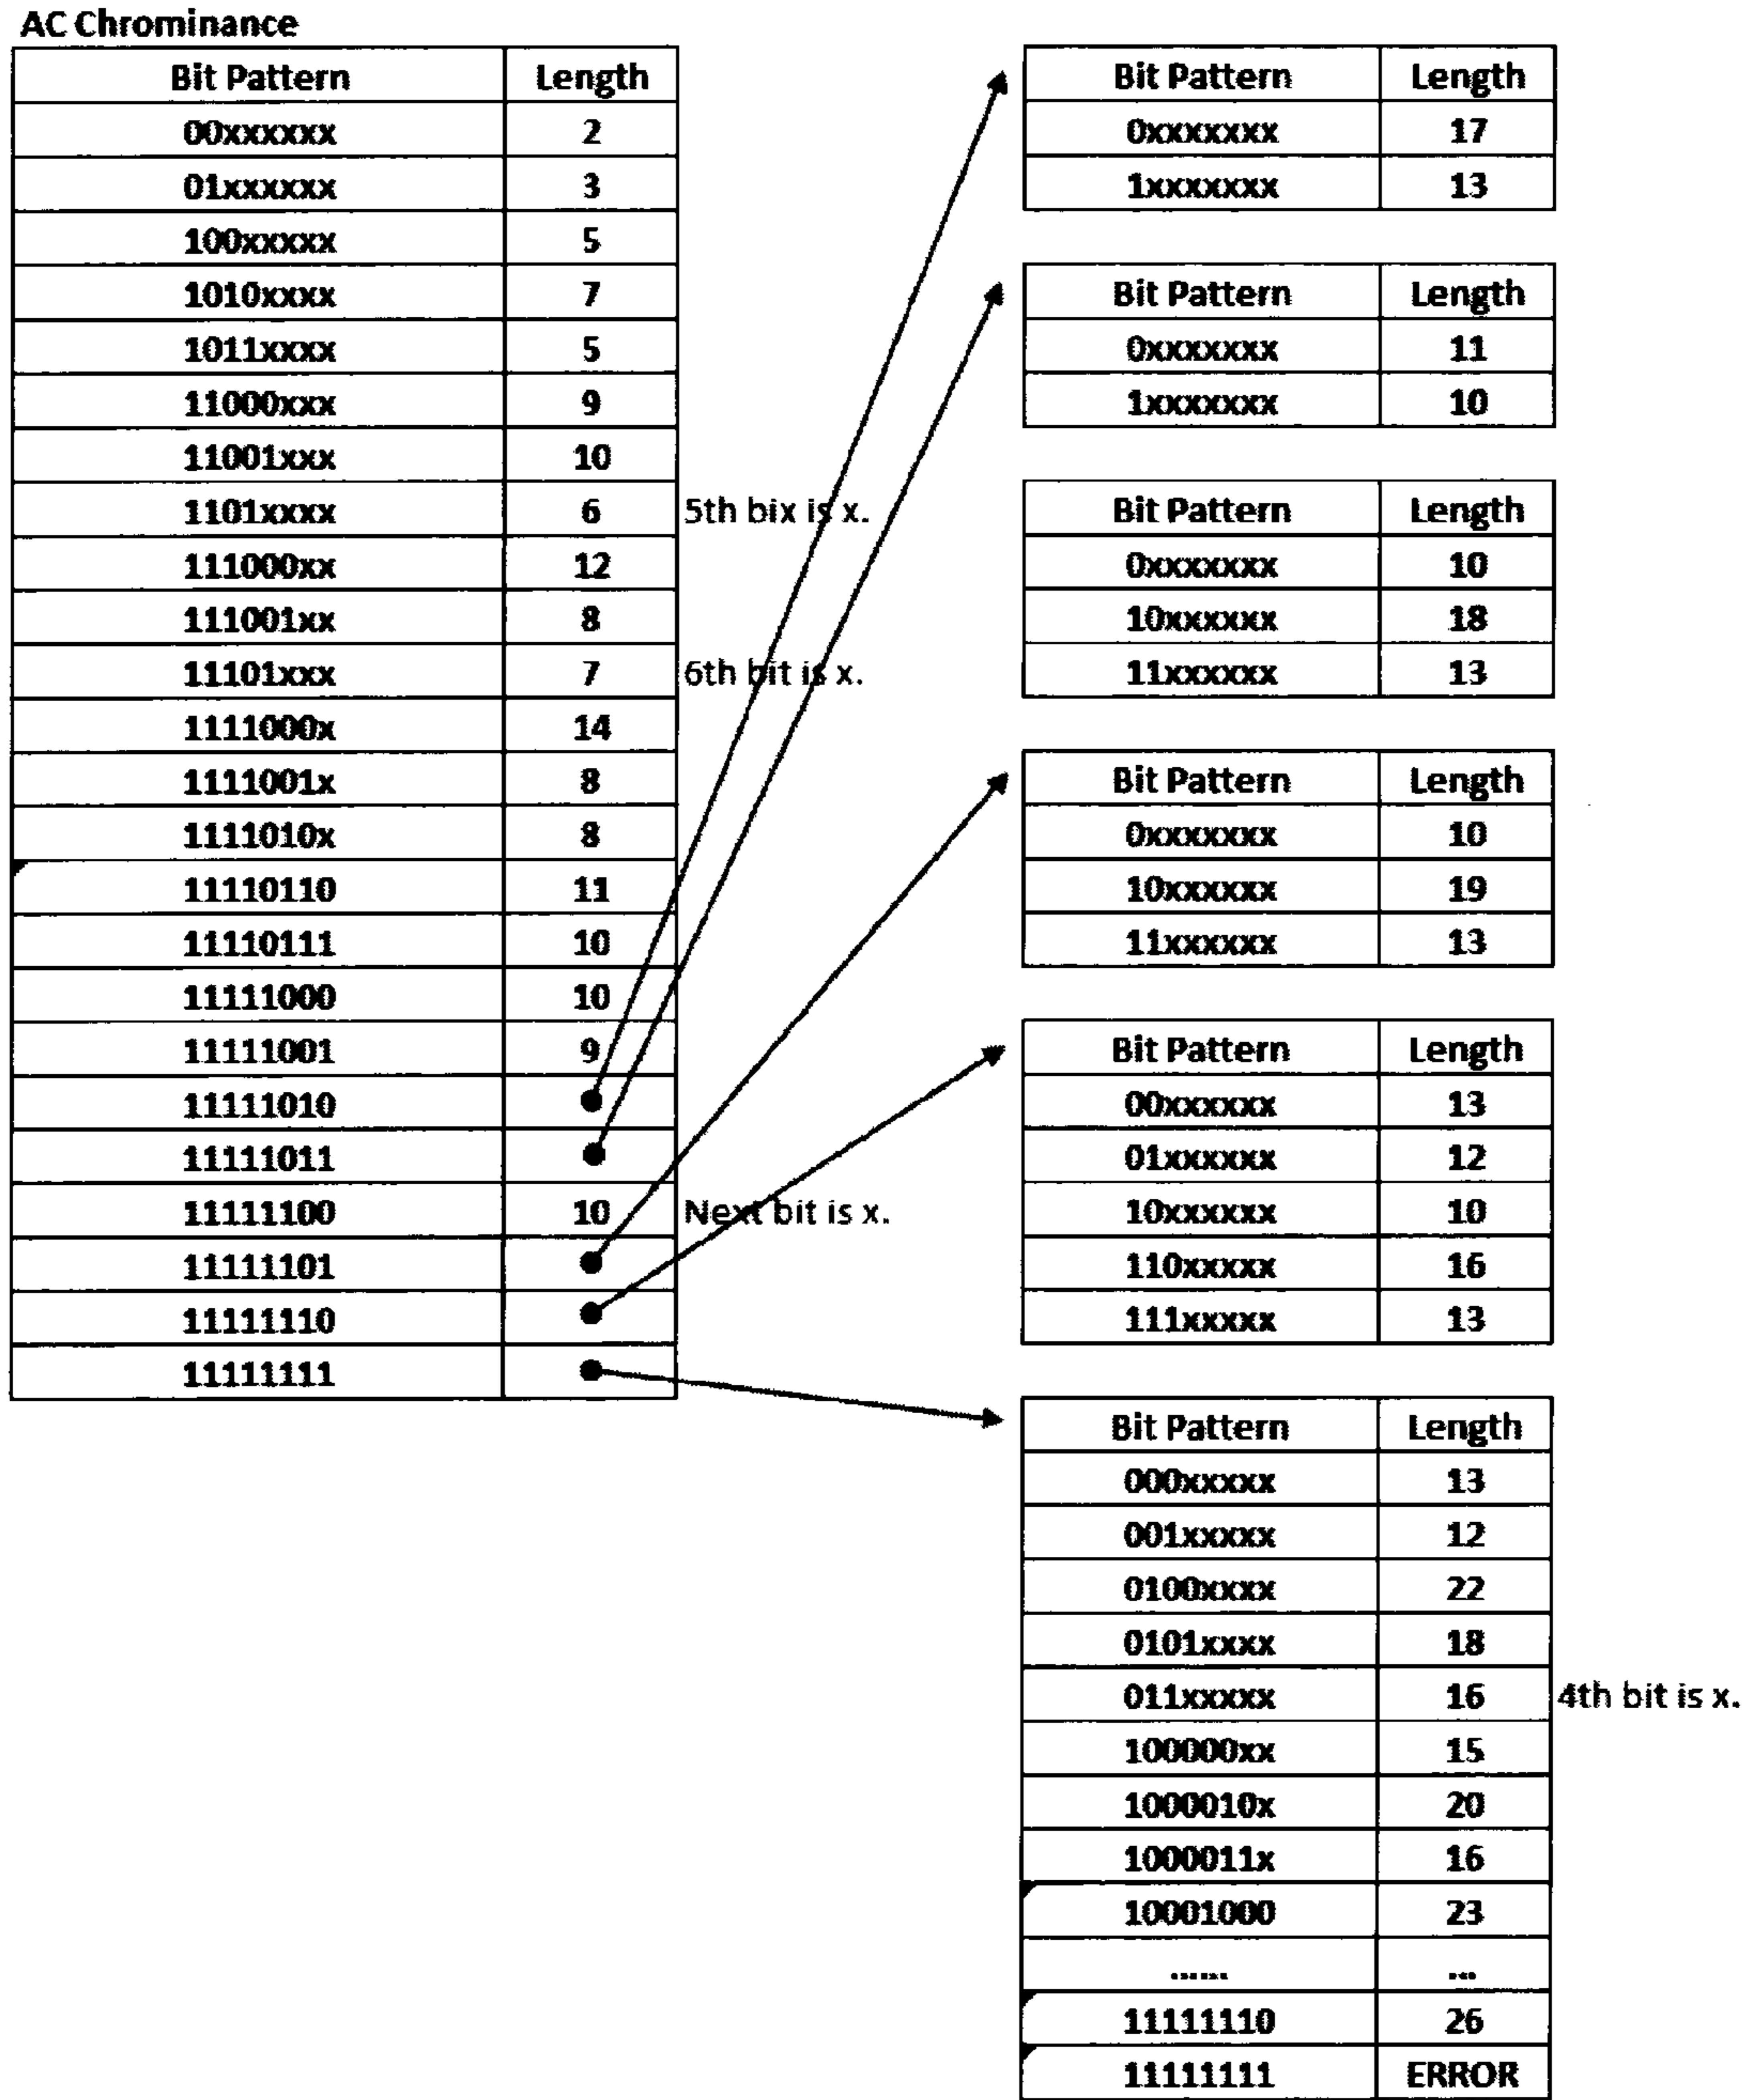 AC Chrominance
Bit Pattern Length
00xxxxxx 2
01xxxxxx 3
100xxxxx 5
1010xxxx 7
1011xxxx 5
11000xxx 9
11001xxx 10
1101xxxx 6 5th bix is x.
111000xx 12
111001xx 8
11101xxx 7 6th bit is x.
1111000x 14
1111001x 8
1111010x 8
11110110 11
11110111 10
11111000 10
11111001 9
11111010
11111011
11111100 10 Next bit is x.
11111101
11111110
11111111
Bit Pattern Length
0xxxxxxx 17
1xxxxxxx 13
Bit Pattern Length
0xxxxxxx 11
1xxxxxxx 10
Bit Pattern Length
0xxxxxxx 10
10xxxxxx 18
11xxxxxx 13
Bit Pattern Length
0xxxxxxx 10
10xxxxxx 19
11xxxxxx 13
Bit Pattern Length
00xxxxxx 13
01xxxxxx 12
10xxxxxx 10
110xxxxx 16
111xxxxx 13
Bit Pattern Length
000xxxxx 13
001xxxxx 12
0100xxxx 22
0101xxxx 18
011xxxxx 16 4th bit is x.
100000xx 15
1000010x 20
1000011x 16
10001000 23
...... ...
11111110 26
11111111 ERROR